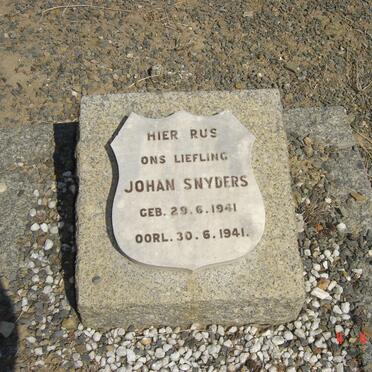 HIER RUS
ONS LIEFLING
JOHAN SNYDERS
GEB. 29.6.1941
OORL. 30.6.1941.